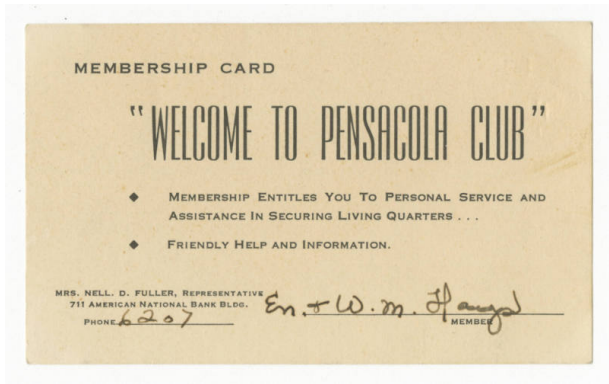 MEMBERSHIP CARD
"WELCOME TO PENSACOLA CLUB"
◆ MEMBERSHIP ENTITLES YOU TO PERSONAL SERVICE AND
ASSISTANCE IN SECURING LIVING QUARTERS . . .
◆ FRIENDLY HELP AND INFORMATION.
MRS. NELL. D. FULLER, REPRESENTATIVE
711 AMERICAN NATIONAL BANK BLDG.
PHONE 6207
W. M.
MEMBER